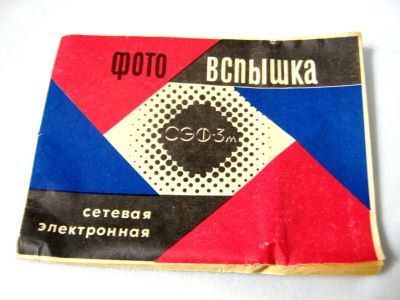 фото вспышка
СЭФ-3м
сетевая
электронная